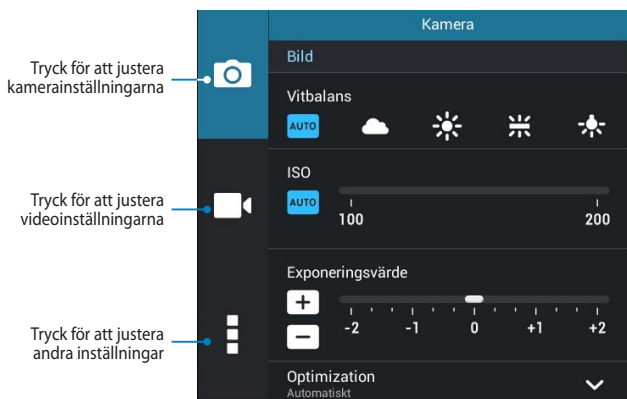 Kamera
Tryck för att justera
kamerainställningarna
Bild
Vitbalans
AUTO
Tryck för att justera
videoinställningarna
ISO
AUTO
100 200
Exponeringsvärde
-2 -1 0 +1 +2
Tryck för att justera
andra inställningar
Optimization
Automatiskt